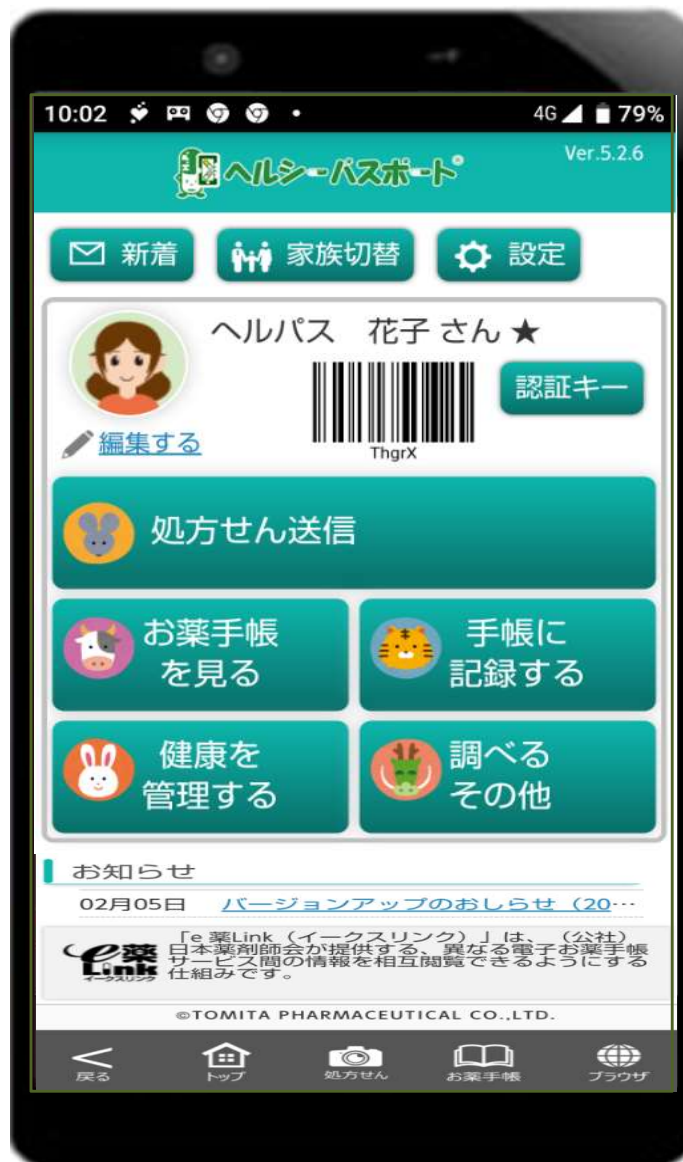 10:02 4G 79%
ヘルシーパスポート®
Ver.5.2.6
新着 家族切替 設定
ヘルパス 花子 さん ★
認証キー
編集する
ThgrX
処方せん送信
お薬手帳
を見る
手帳に
記録する
健康を
管理する
調べる
その他
お知らせ
02月05日 バージョンアップのおしらせ（20…
「e 薬Link（イークスリンク）」は、（公社）
日本薬剤師会が提供する、異なる電子お薬手帳
サービス間の情報を相互閲覧できるようにする
仕組みです。
e薬
Link
イークスリンク
©TOMITA PHARMACEUTICAL CO.,LTD.
戻る トップ 処方せん お薬手帳 ブラウザ